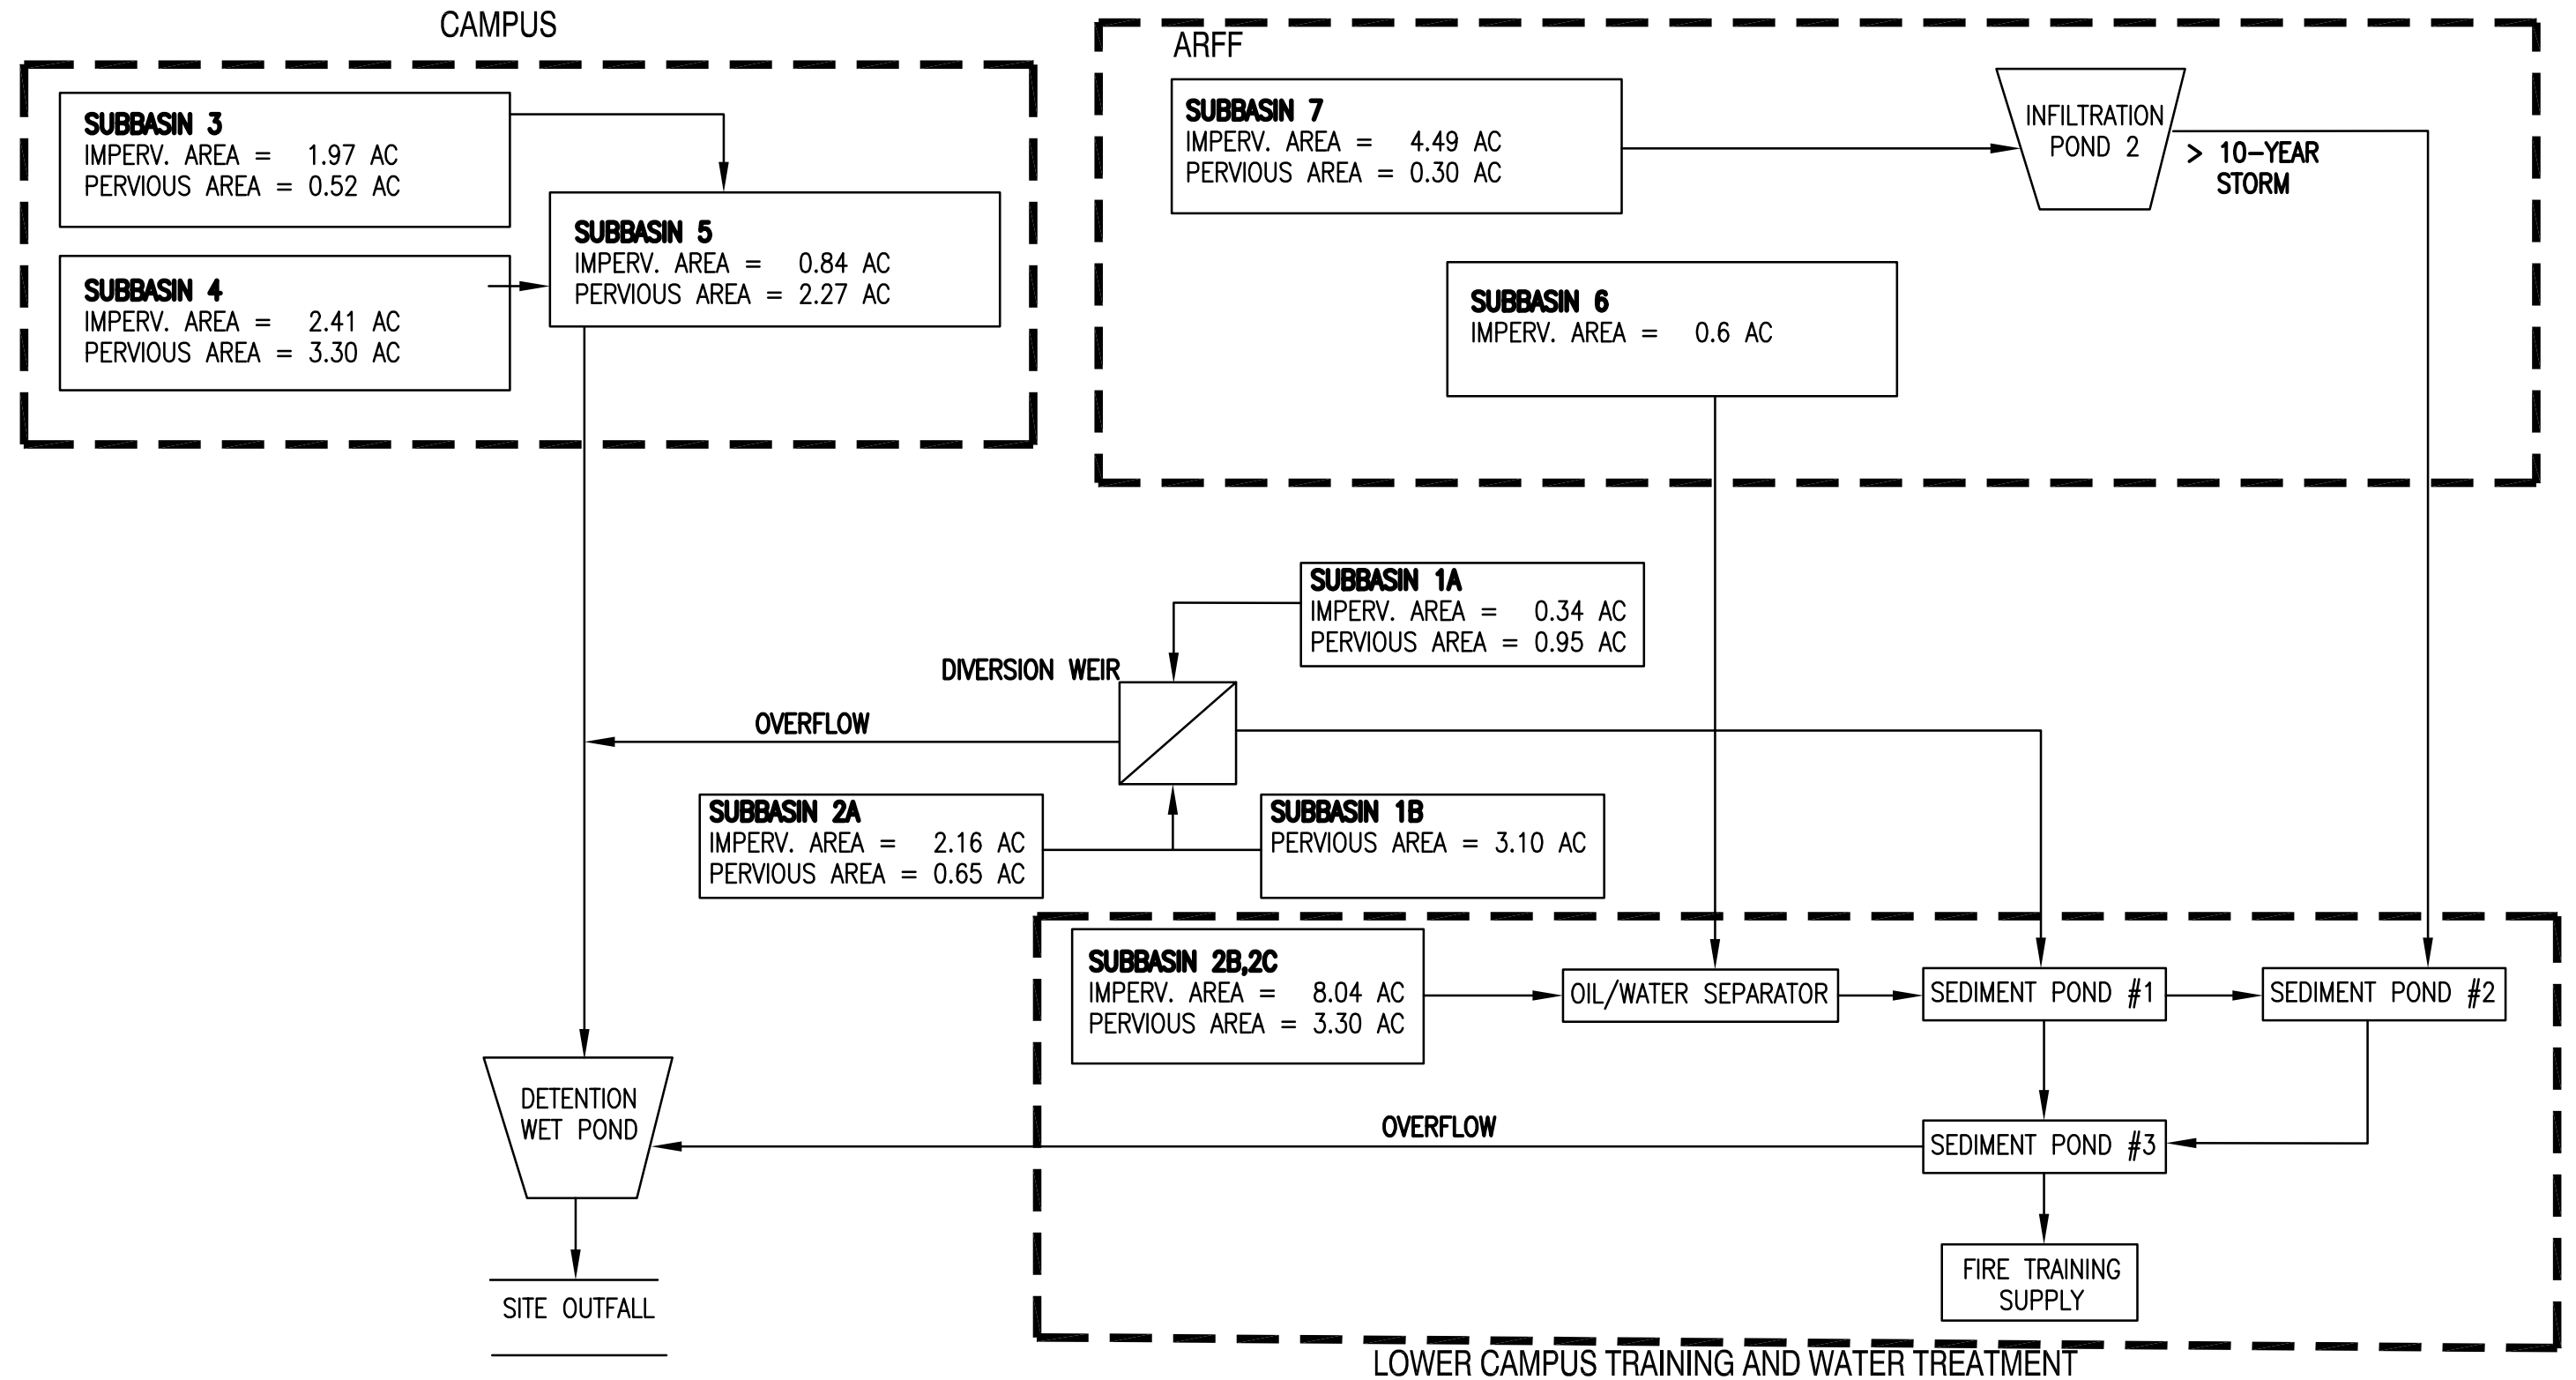 CAMPUS
SUBBASIN 3
IMPERV. AREA = 1.97 AC
PERVIOUS AREA = 0.52 AC
SUBBASIN 4
IMPERV. AREA = 2.41 AC
PERVIOUS AREA = 3.30 AC
SUBBASIN 5
IMPERV. AREA = 0.84 AC
PERVIOUS AREA = 2.27 AC
ARFF
SUBBASIN 7
IMPERV. AREA = 4.49 AC
PERVIOUS AREA = 0.30 AC
INFILTRATION
POND 2
> 10-YEAR
STORM
SUBBASIN 6
IMPERV. AREA = 0.6 AC
SUBBASIN 1A
IMPERV. AREA = 0.34 AC
PERVIOUS AREA = 0.95 AC
DIVERSION WEIR
OVERFLOW
SUBBASIN 2A
IMPERV. AREA = 2.16 AC
PERVIOUS AREA = 0.65 AC
SUBBASIN 1B
PERVIOUS AREA = 3.10 AC
SUBBASIN 2B,2C
IMPERV. AREA = 8.04 AC
PERVIOUS AREA = 3.30 AC
OIL/WATER SEPARATOR
SEDIMENT POND #1
SEDIMENT POND #2
DETENTION
WET POND
OVERFLOW
SEDIMENT POND #3
FIRE TRAINING
SUPPLY
SITE OUTFALL
LOWER CAMPUS TRAINING AND WATER TREATMENT